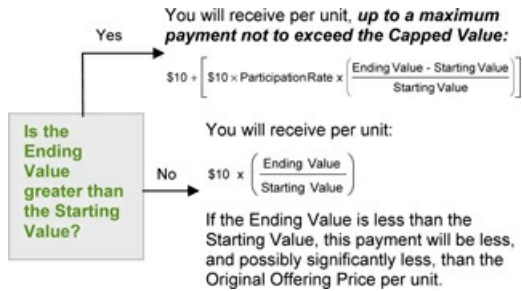 You will receive per unit, up to a maximum
payment not to exceed the Capped Value:
Yes
$10 + [ $10 × Participation Rate x ( Ending Value - Starting Value / Starting Value ) ]
Is the
Ending
Value
greater than
the Starting
Value?
No
You will receive per unit:
$10 x ( Ending Value / Starting Value )
If the Ending Value is less than the
Starting Value, this payment will be less,
and possibly significantly less, than the
Original Offering Price per unit.